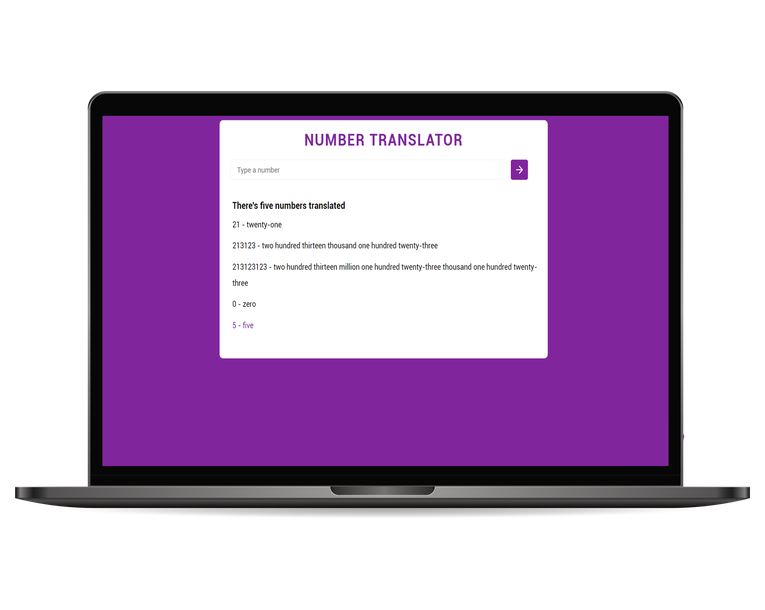 NUMBER TRANSLATOR
Type a number
There's five numbers translated
21 - twenty-one
213123 - two hundred thirteen thousand one hundred twenty-three
213123123 - two hundred thirteen million one hundred twenty-three thousand one hundred twenty-
three
0 - zero
5 - five